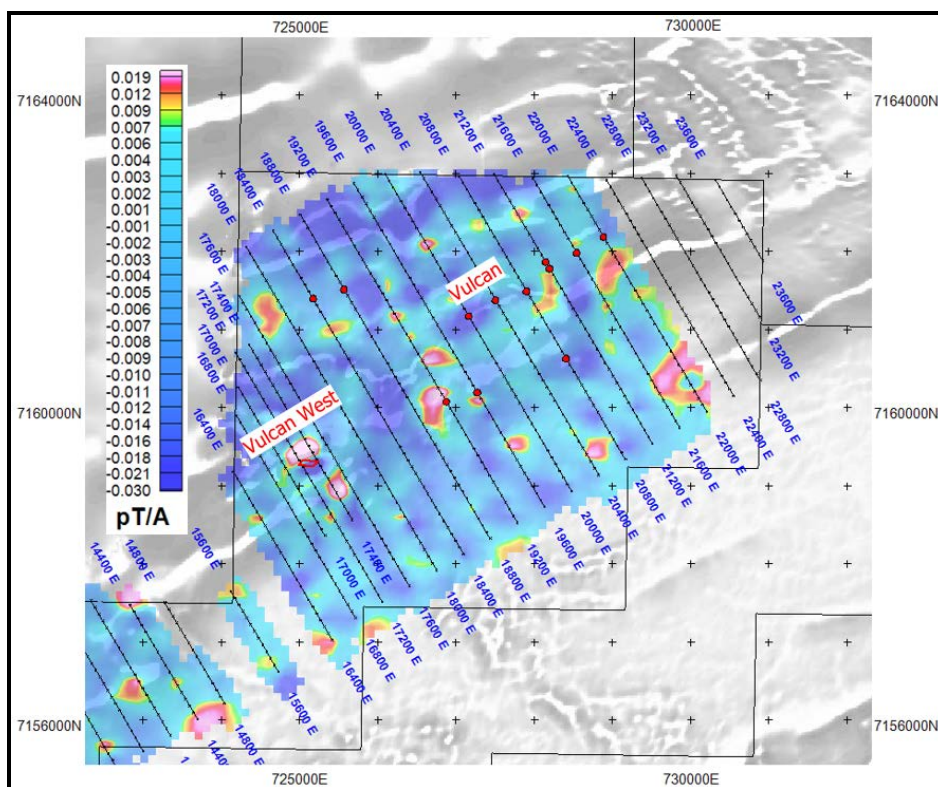 725000E
730000E
7164000N
7164000N
0.019
0.012
0.009
0.007
0.006
0.004
0.003
0.002
0.001
-0.001
-0.002
-0.003
-0.004
-0.006
-0.007
-0.009
-0.010
-0.012
-0.014
-0.016
-0.018
-0.021
-0.030
pT/A
16400 E
16800 E
17000 E
17200 E
17400 E
17600 E
18000 E
18400 E
18800 E
19200 E
19600 E
20000 E
20400 E
20800 E
21200 E
21600 E
22000 E
22400 E
22800 E
23200 E
23600 E
Vulcan
Vulcan West
7160000N
7160000N
23600 E
23200 E
22800 E
22400 E
22000 E
21600 E
21200 E
20800 E
20400 E
20000 E
19600 E
19200 E
18800 E
18400 E
18000 E
17600 E
17400 E
17200 E
17000 E
16800 E
16400 E
14400 E
14800 E
15600 E
15600 E
14800 E
1440
1
7156000N
7156000N
725000E
730000E